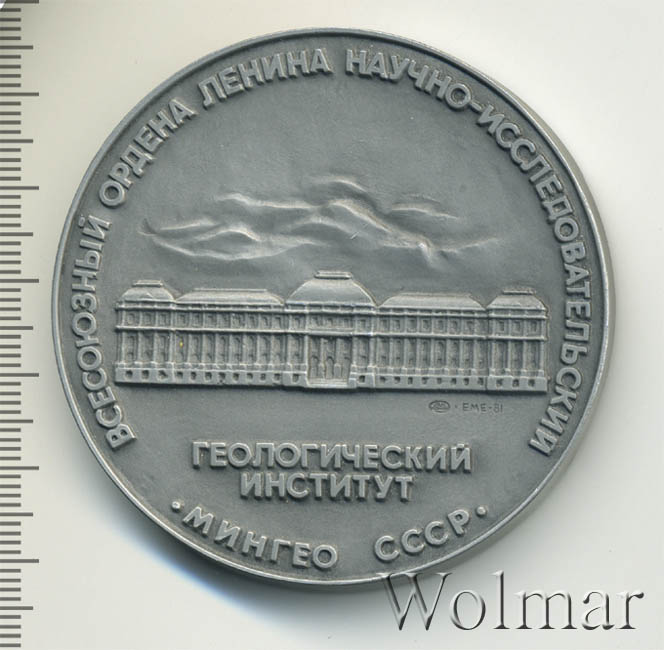 ВСЕСОЮЗНЫЙ ОРДЕНА ЛЕНИНА НАУЧНО-ИССЛЕДОВАТЕЛЬСКИЙ
·ЕМЕ·81
ГЕОЛОГИЧЕСКИЙ
ИНСТИТУТ
·МИНГЕО СССР·
Wolmar